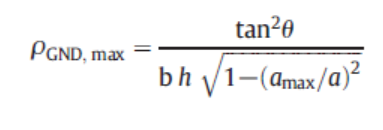 ρGND, max = tan²θ / b h √1−(amax/a)²